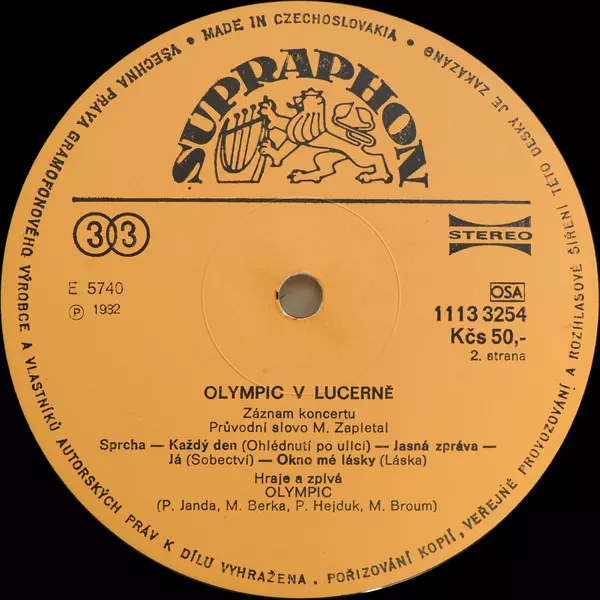 MADE IN CZECHOSLOVAKIA • VŠECHNA PRÁVA GRAMOFONOVÉHO VÝROBCE A VLASTNÍKŮ AUTORSKÝCH PRÁV K DÍLU VYHRAŽENA. POŘIZOVÁNÍ KOPIÍ, VEŘEJNÉ PROVOZOVÁNÍ A ROZHLASOVÉ ŠÍŘENÍ TÉTO DESKY JE ZAKÁZÁNO •
SUPRAPHON
33
STEREO
E 5740
Ⓟ 1982
OSA
1113 3254
Kčs 50,-
2. strana
OLYMPIC V LUCERNĚ
Záznam koncertu
Průvodní slovo M. Zapletal
Sprcha — Každý den (Ohlédnutí po ulici) — Jasná zpráva —
Já (Sobectví) — Okno mé lásky (Láska)
Hraje a zpívá
OLYMPIC
(P. Janda, M. Berka, P. Hejduk, M. Broum)